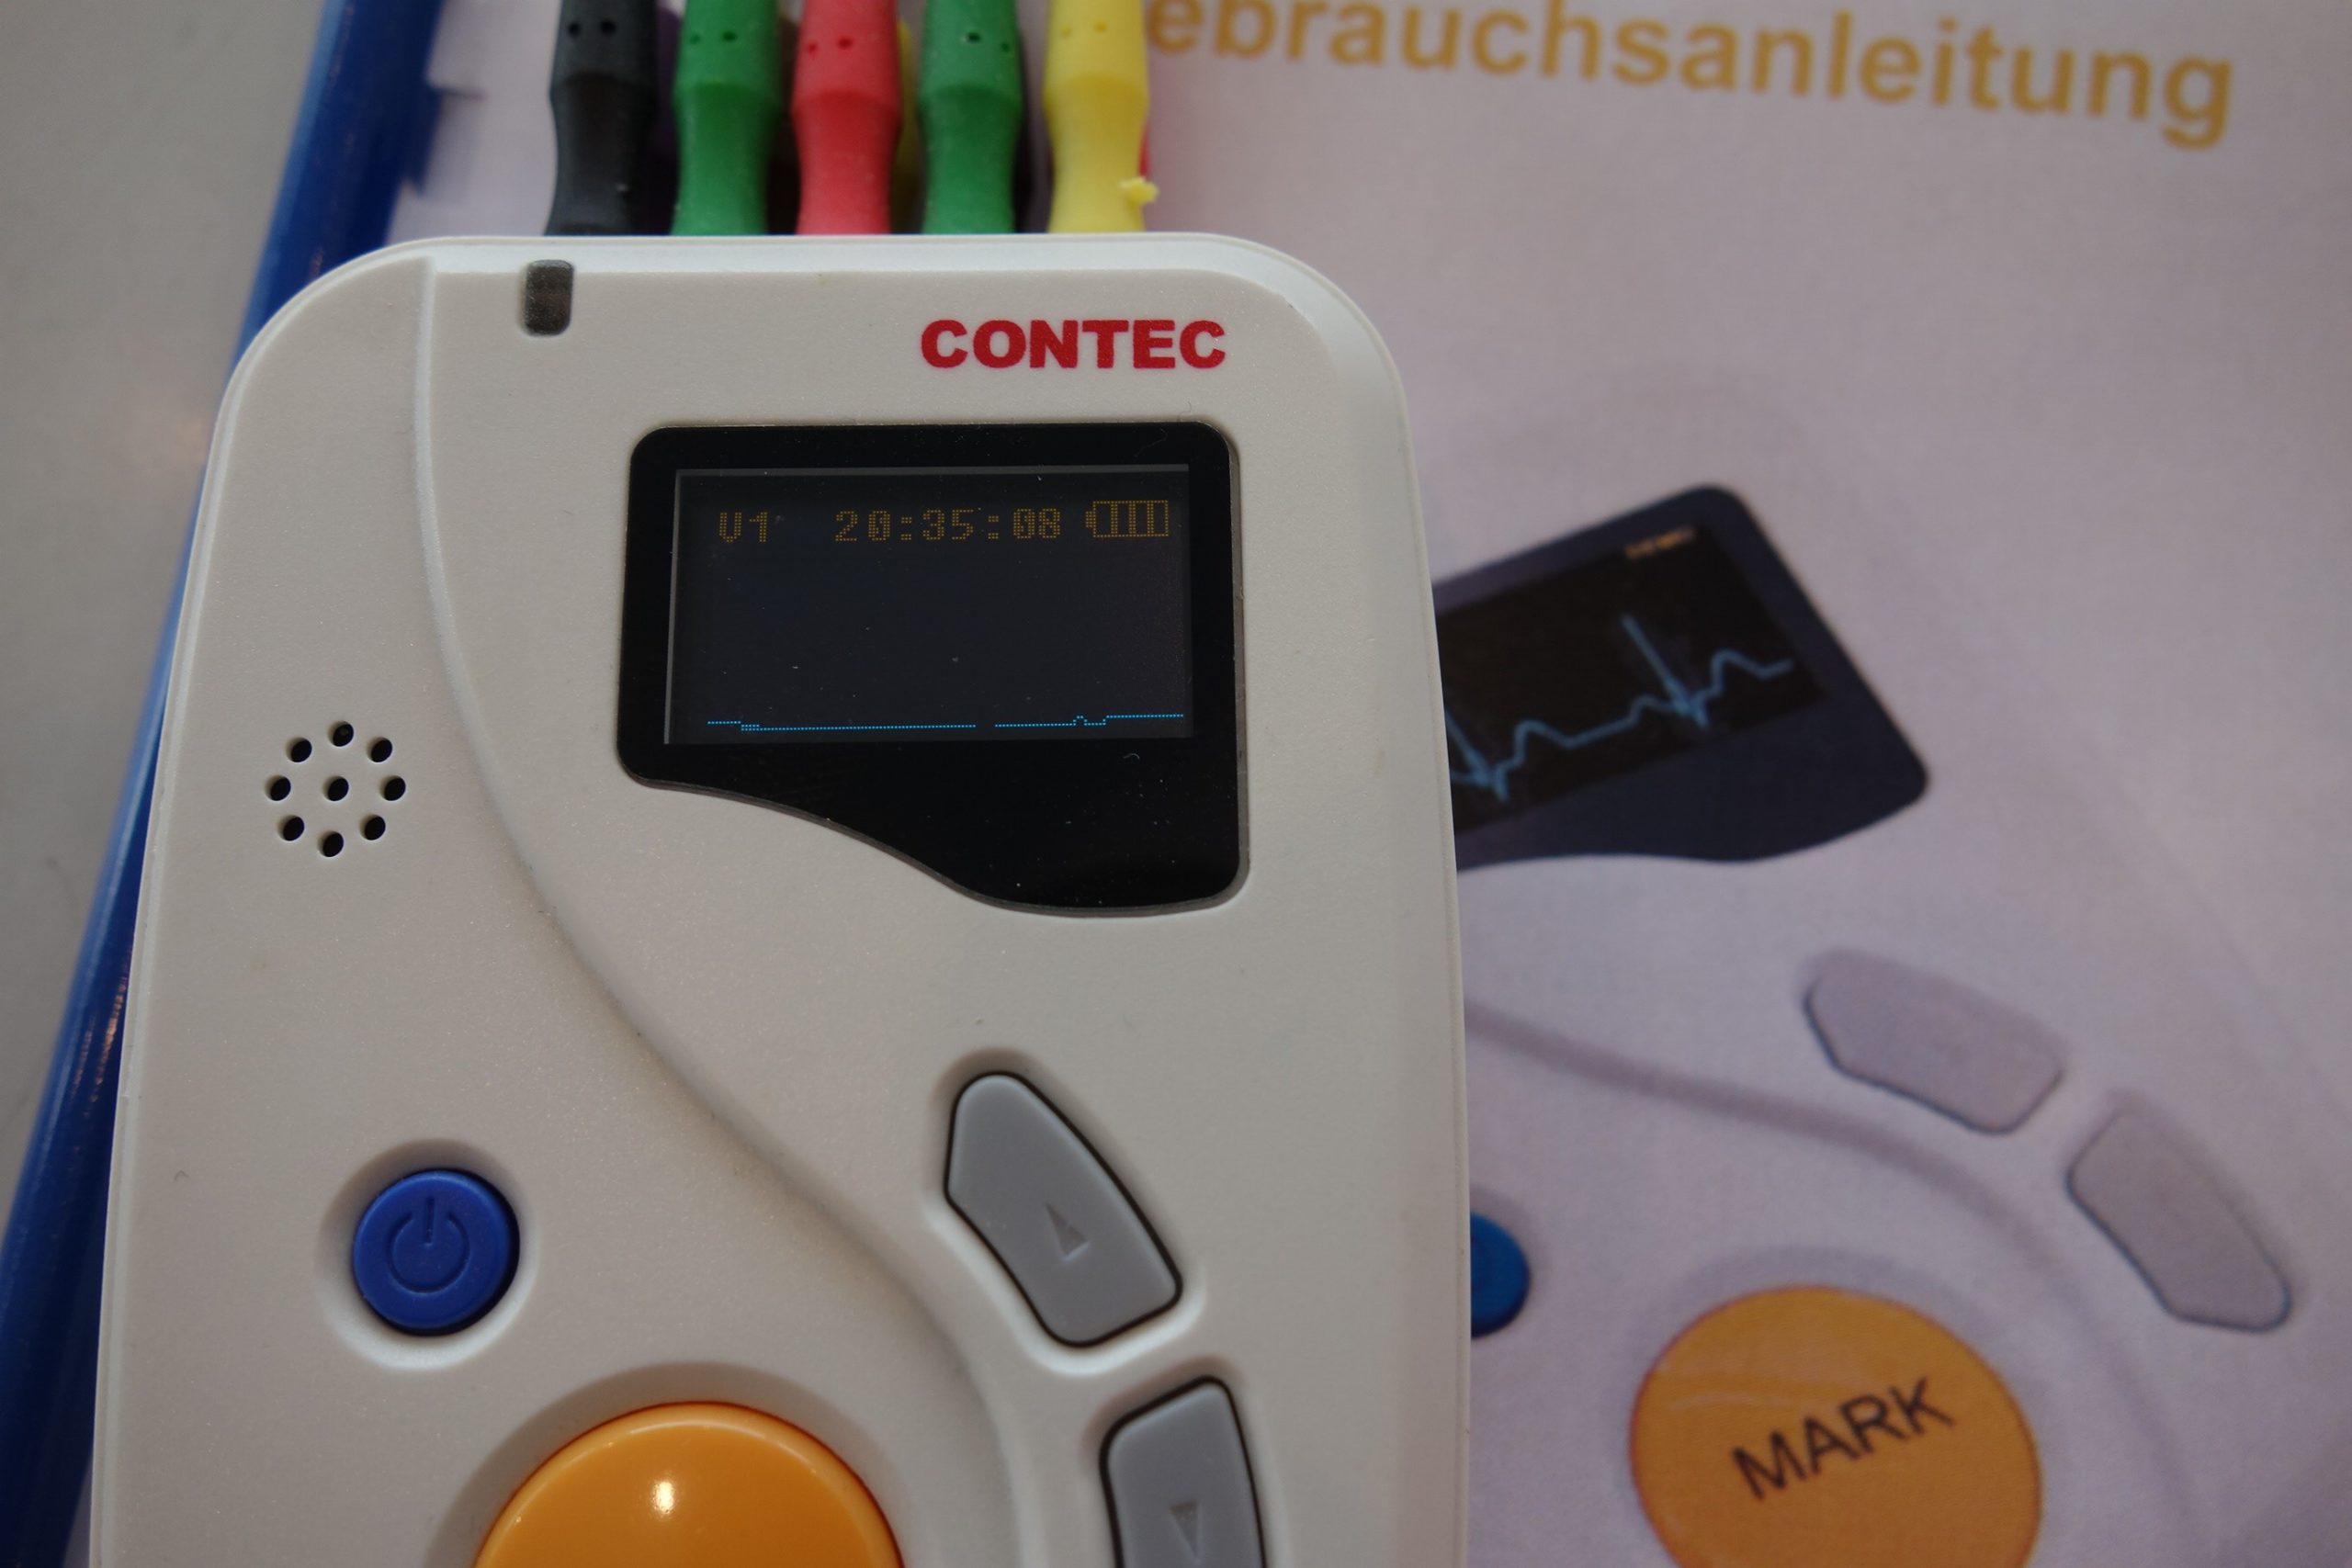 ebrauchsanleitung
CONTEC
V1 20:35:08
MARK